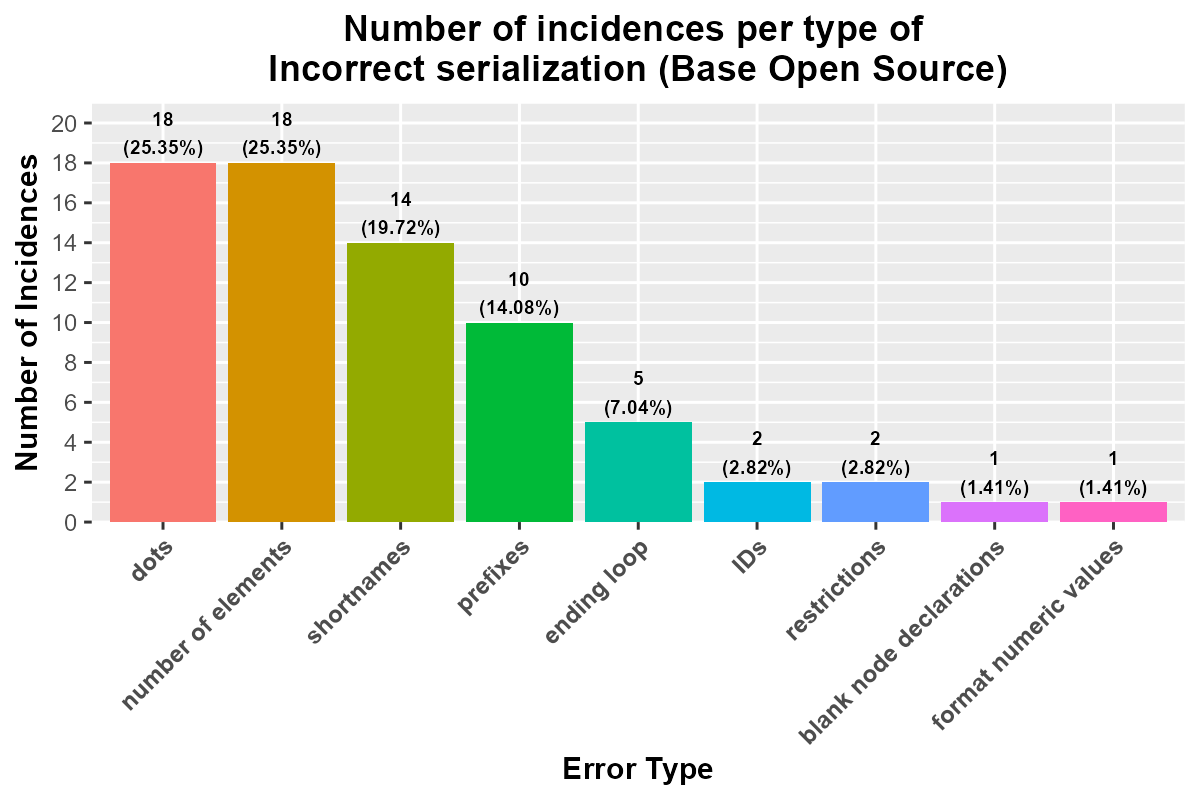 Number of incidences per type of
Incorrect serialization (Base Open Source)
Number of Incidences
20
18
16
14
12
10
8
6
4
2
0
18
(25.35%)
18
(25.35%)
14
(19.72%)
10
(14.08%)
5
(7.04%)
2
(2.82%)
2
(2.82%)
1
(1.41%)
1
(1.41%)
dots
number of elements
shortnames
prefixes
ending loop
IDs
restrictions
blank node declarations
format numeric values
Error Type